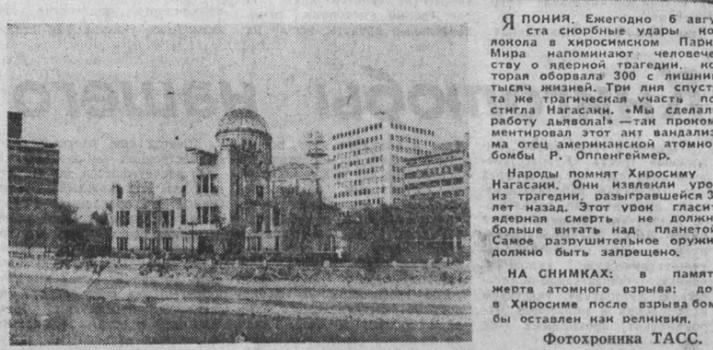 ЯПОНИЯ. Ежегодно 6 авгу
ста скорбные удары ко
локола в хиросимском Парк
Мира напоминают человече
ству о ядерной трагедии, ко
торая оборвала 300 с лишни
тысяч жизней. Три дня спуст
та же трагическая участь по
стигла Нагасаки. «Мы сделал
работу дьявола!» — так проком
ментировал этот акт вандализ
ма отец американской атомно
бомбы Р. Оппенгеймер.
Народы помнят Хиросиму
Нагасаки. Они извлекли уро
из трагедии, разыгравшейся 3
лет назад. Этот урок гласит
ядерная смерть не должн
больше витать над планетой
Самое разрушительное оружи
должно быть запрещено.
НА СНИМКАХ: в памят
жертв атомного взрыва; до
в Хиросиме после взрыва бом
бы оставлен как реликвия.
Фотохроника ТАСС.